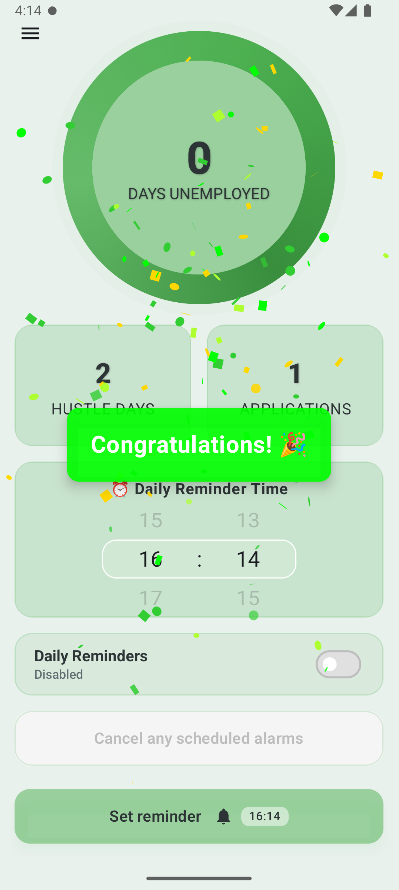 4:14
0
DAYS UNEMPLOYED
2
1
HUSTLE DAYS
APPLICATIONS
Congratulations! 🎉
⏰ Daily Reminder Time
15 13
16 : 14
17 15
Daily Reminders
Disabled
Cancel any scheduled alarms
Set reminder 16:14